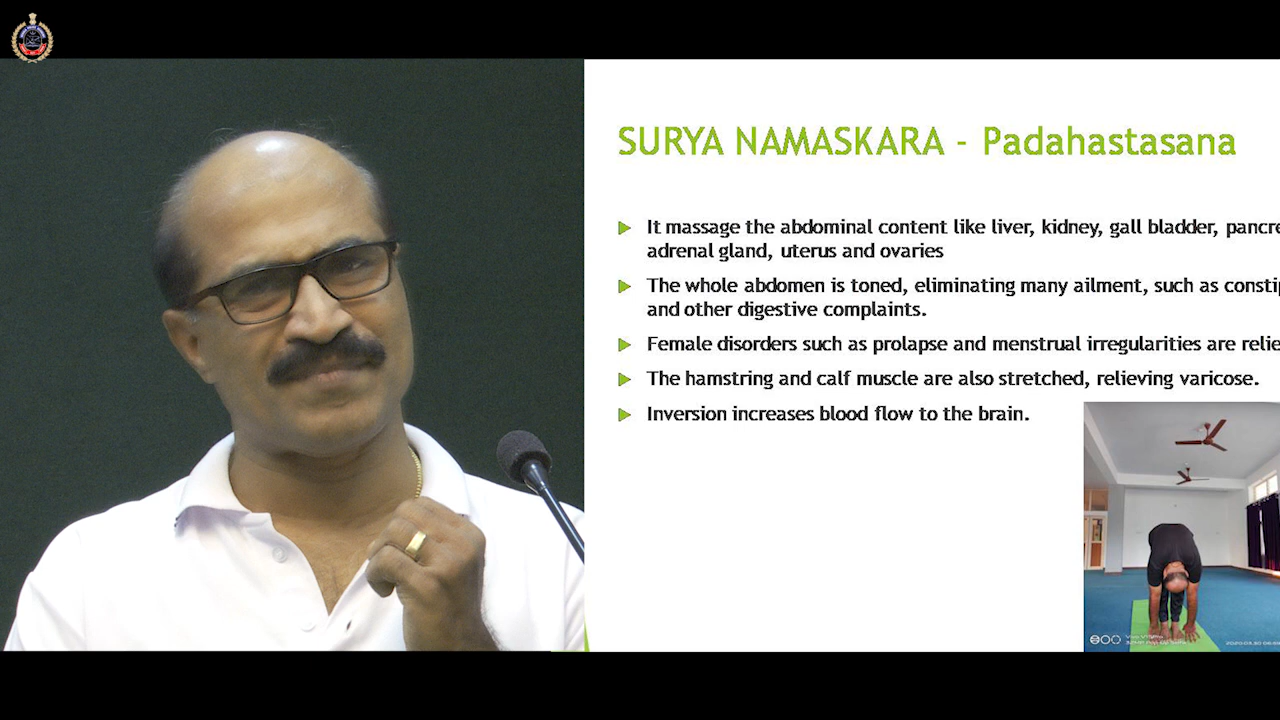 SURYA NAMASKARA - Padahastasana
It massage the abdominal content like liver, kidney, gall bladder, pancre
adrenal gland, uterus and ovaries
The whole abdomen is toned, eliminating many ailment, such as consti
and other digestive complaints.
Female disorders such as prolapse and menstrual irregularities are relie
The hamstring and calf muscle are also stretched, relieving varicose.
Inversion increases blood flow to the brain.